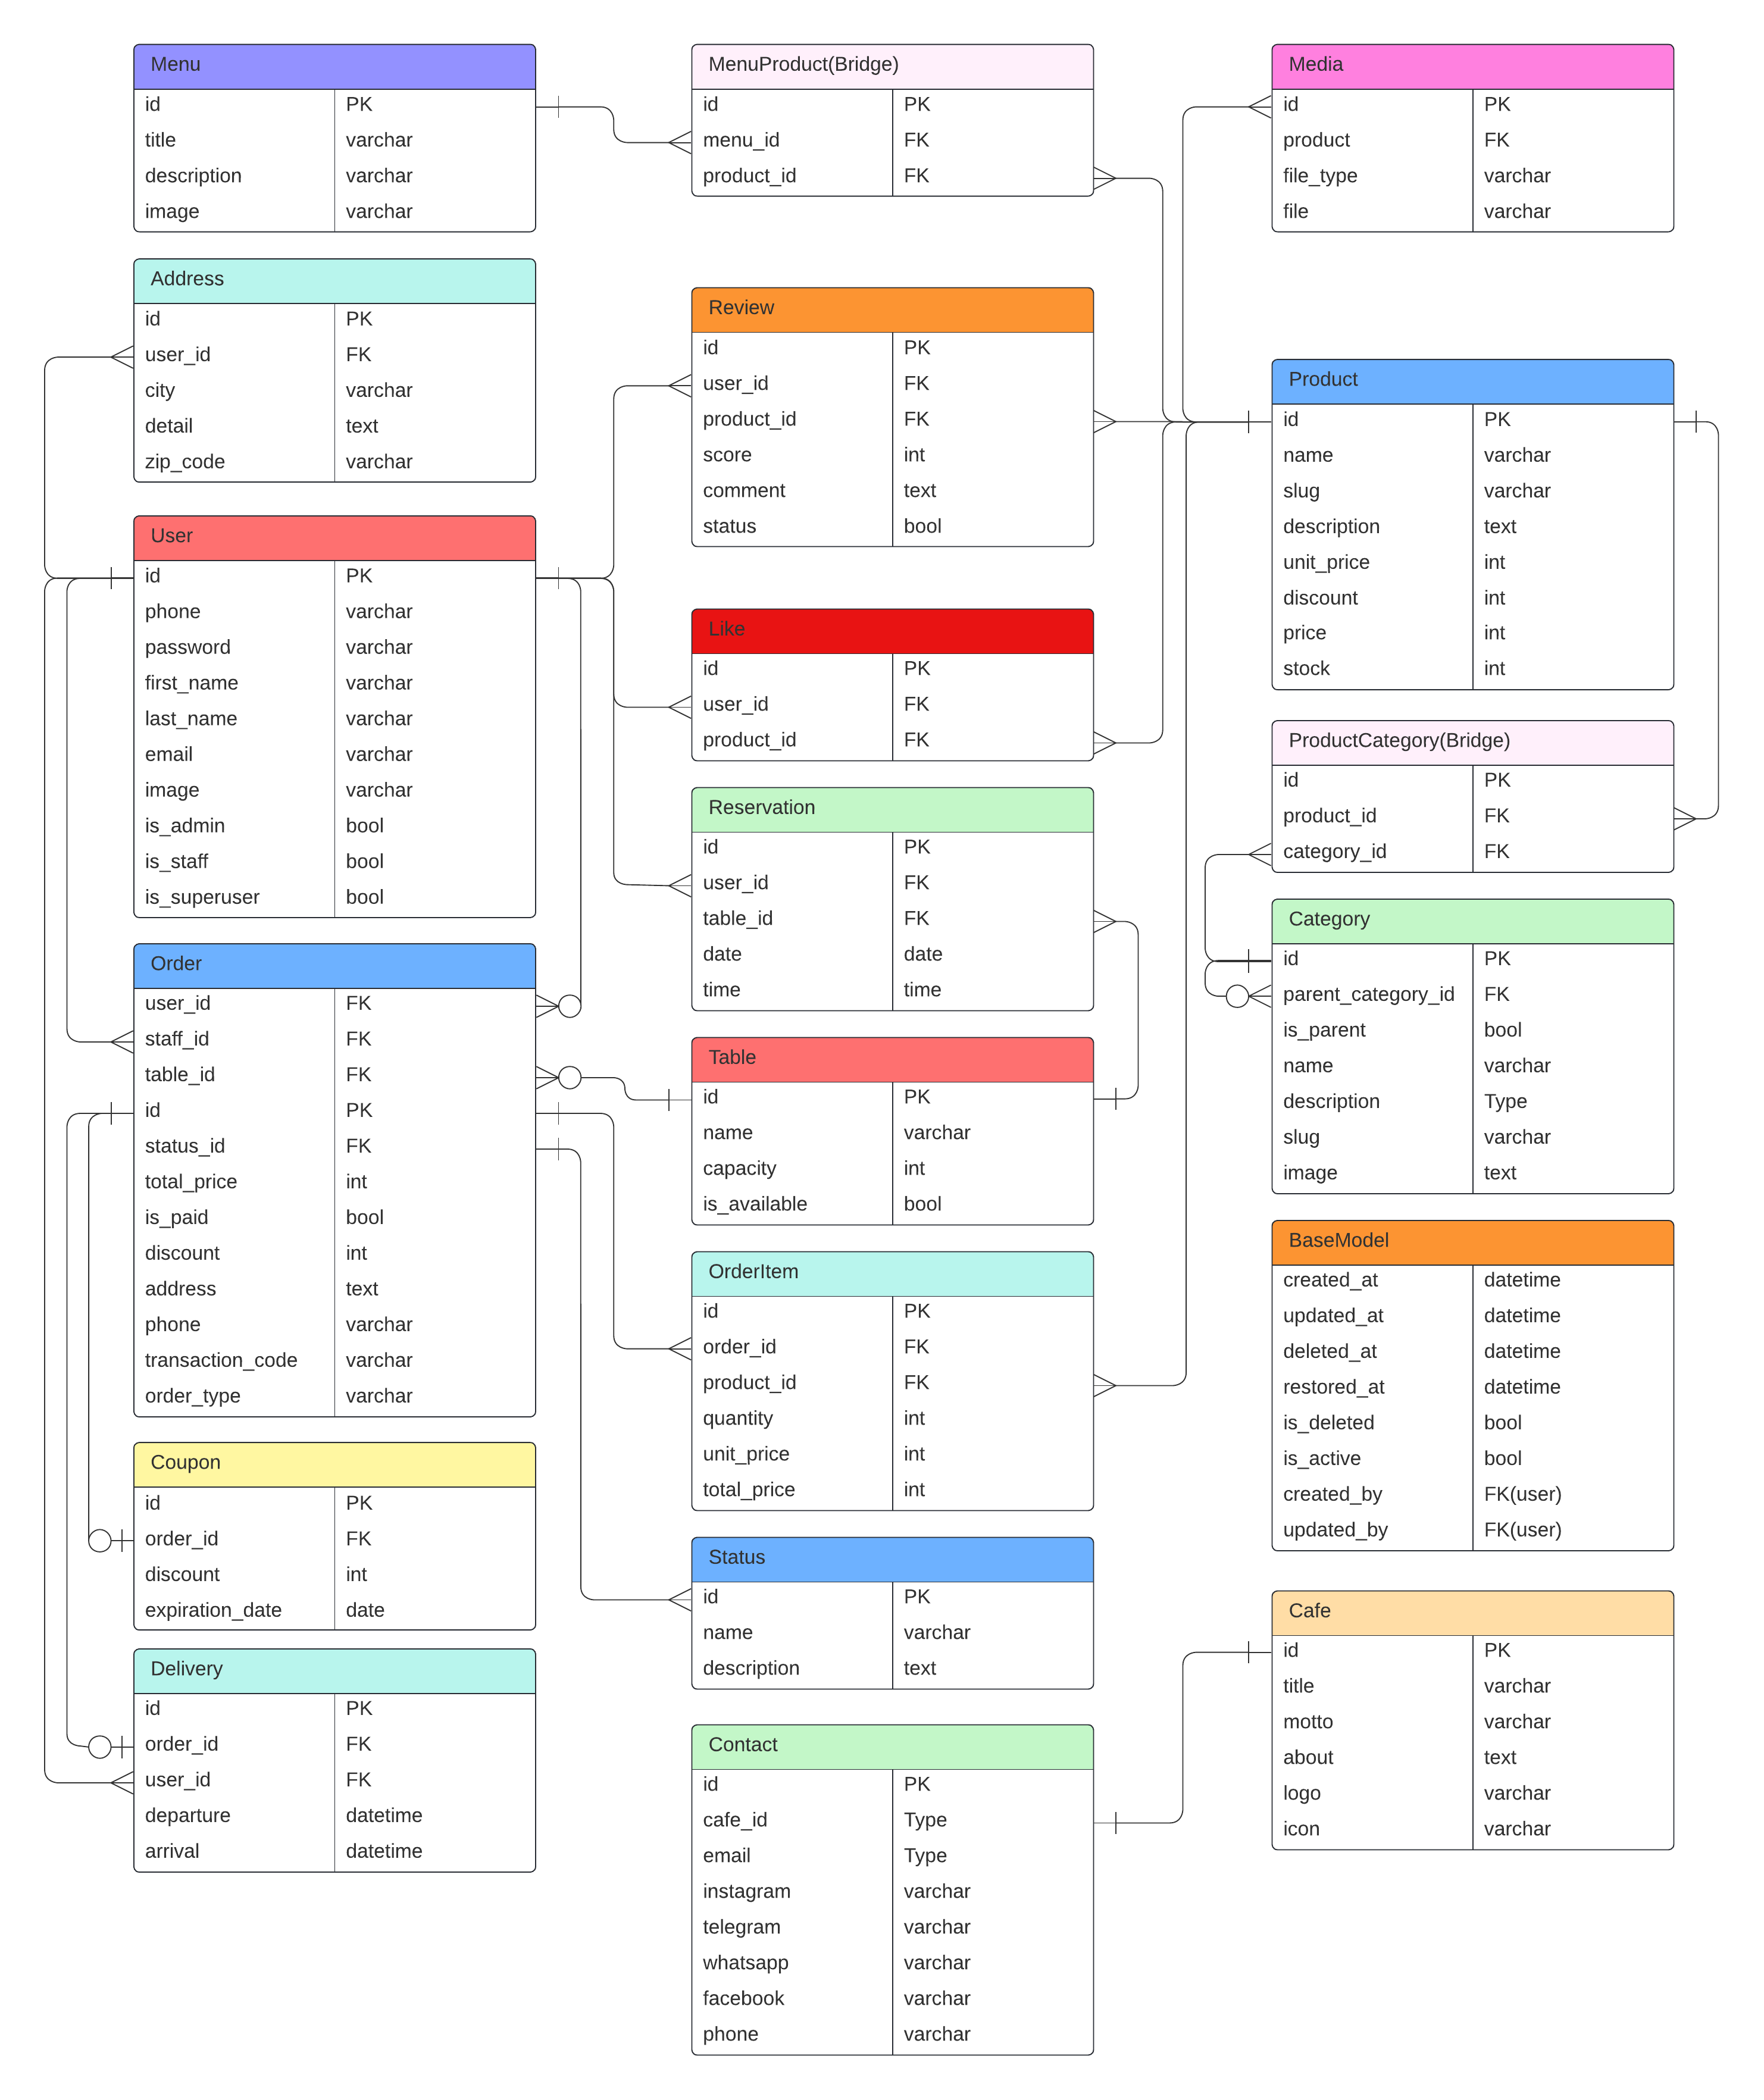 Menu
id PK
title varchar
description varchar
image varchar
Address
id PK
user_id FK
city varchar
detail text
zip_code varchar
User
id PK
phone varchar
password varchar
first_name varchar
last_name varchar
email varchar
image varchar
is_admin bool
is_staff bool
is_superuser bool
Order
user_id FK
staff_id FK
table_id FK
id PK
status_id FK
total_price int
is_paid bool
discount int
address text
phone varchar
transaction_code varchar
order_type varchar
Coupon
id PK
order_id FK
discount int
expiration_date date
Delivery
id PK
order_id FK
user_id FK
departure datetime
arrival datetime
MenuProduct(Bridge)
id PK
menu_id FK
product_id FK
Review
id PK
user_id FK
product_id FK
score int
comment text
status bool
Like
id PK
user_id FK
product_id FK
Reservation
id PK
user_id FK
table_id FK
date date
time time
Table
id PK
name varchar
capacity int
is_available bool
OrderItem
id PK
order_id FK
product_id FK
quantity int
unit_price int
total_price int
Status
id PK
name varchar
description text
Contact
id PK
cafe_id Type
email Type
instagram varchar
telegram varchar
whatsapp varchar
facebook varchar
phone varchar
Media
id PK
product FK
file_type varchar
file varchar
Product
id PK
name varchar
slug varchar
description text
unit_price int
discount int
price int
stock int
ProductCategory(Bridge)
id PK
product_id FK
category_id FK
Category
id PK
parent_category_id FK
is_parent bool
name varchar
description Type
slug varchar
image text
BaseModel
created_at datetime
updated_at datetime
deleted_at datetime
restored_at datetime
is_deleted bool
is_active bool
created_by FK(user)
updated_by FK(user)
Cafe
id PK
title varchar
motto varchar
about text
logo varchar
icon varchar